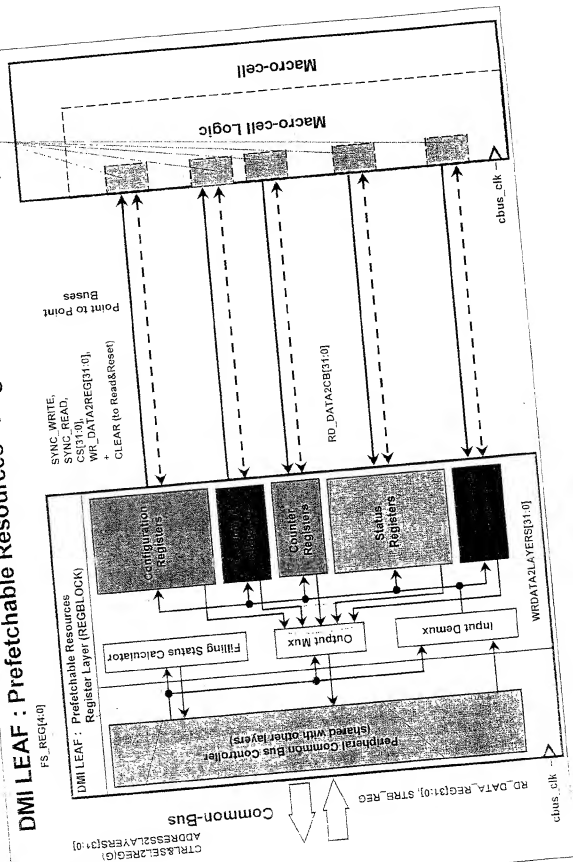 DMI LEAF : Prefetchable Resources
FS_REG[4:0]
DMI LEAF : Prefetchable Resources
Register Layer (REGBLOCK)
SYNC_WRITE,
SYNC_READ,
CS[31:0],
WR_DATA2REG[31:0],
+
CLEAR (to Read&Reset)
Point to Point
Buses
Macro-cell
Macro-cell Logic
Configuration
Registers
Counter
Registers
Status
Registers
RD_DATA2CB[31:0]
Filling Status Calculator
Output Mux
Input Demux
WRDATA2LAYERS[31:0]
Peripheral Common Bus Controller
(shared with other layers)
Common-Bus
CTRL&SEL2REG(G)
ADDRESS2LAYERS[31:0]
RD_DATA_REG[31:0], STRB_REG
cbus_clk
cbus_clk